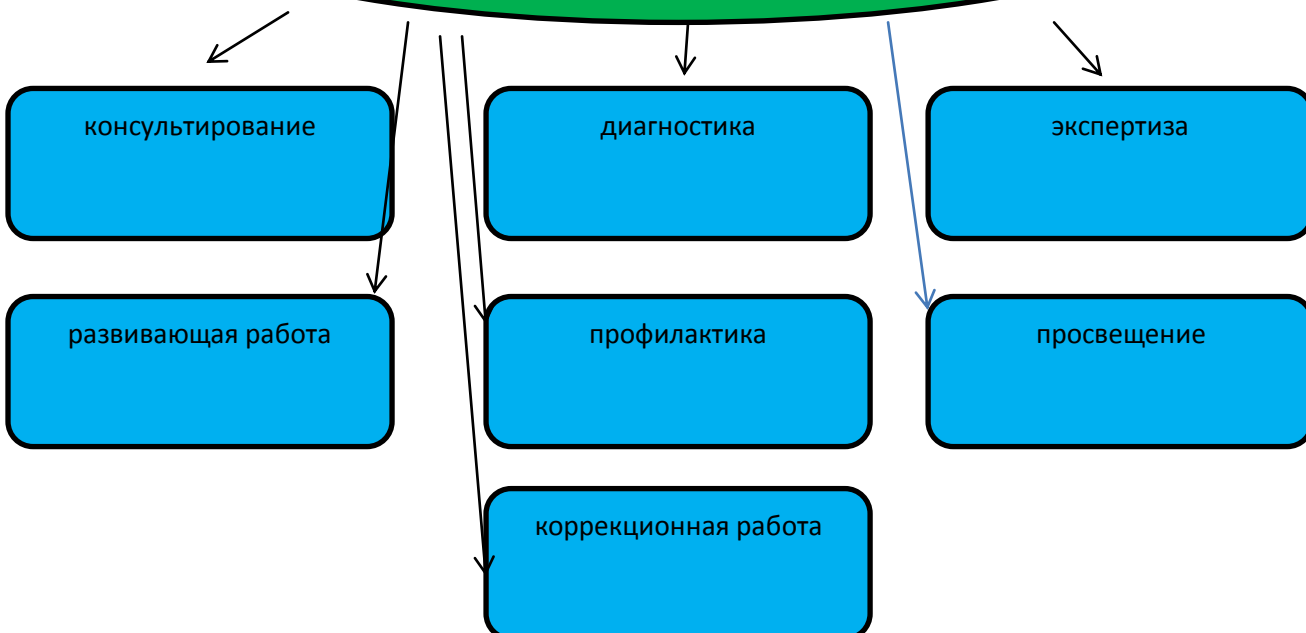 консультирование
диагностика
экспертиза
развивающая работа
профилактика
просвещение
коррекционная работа